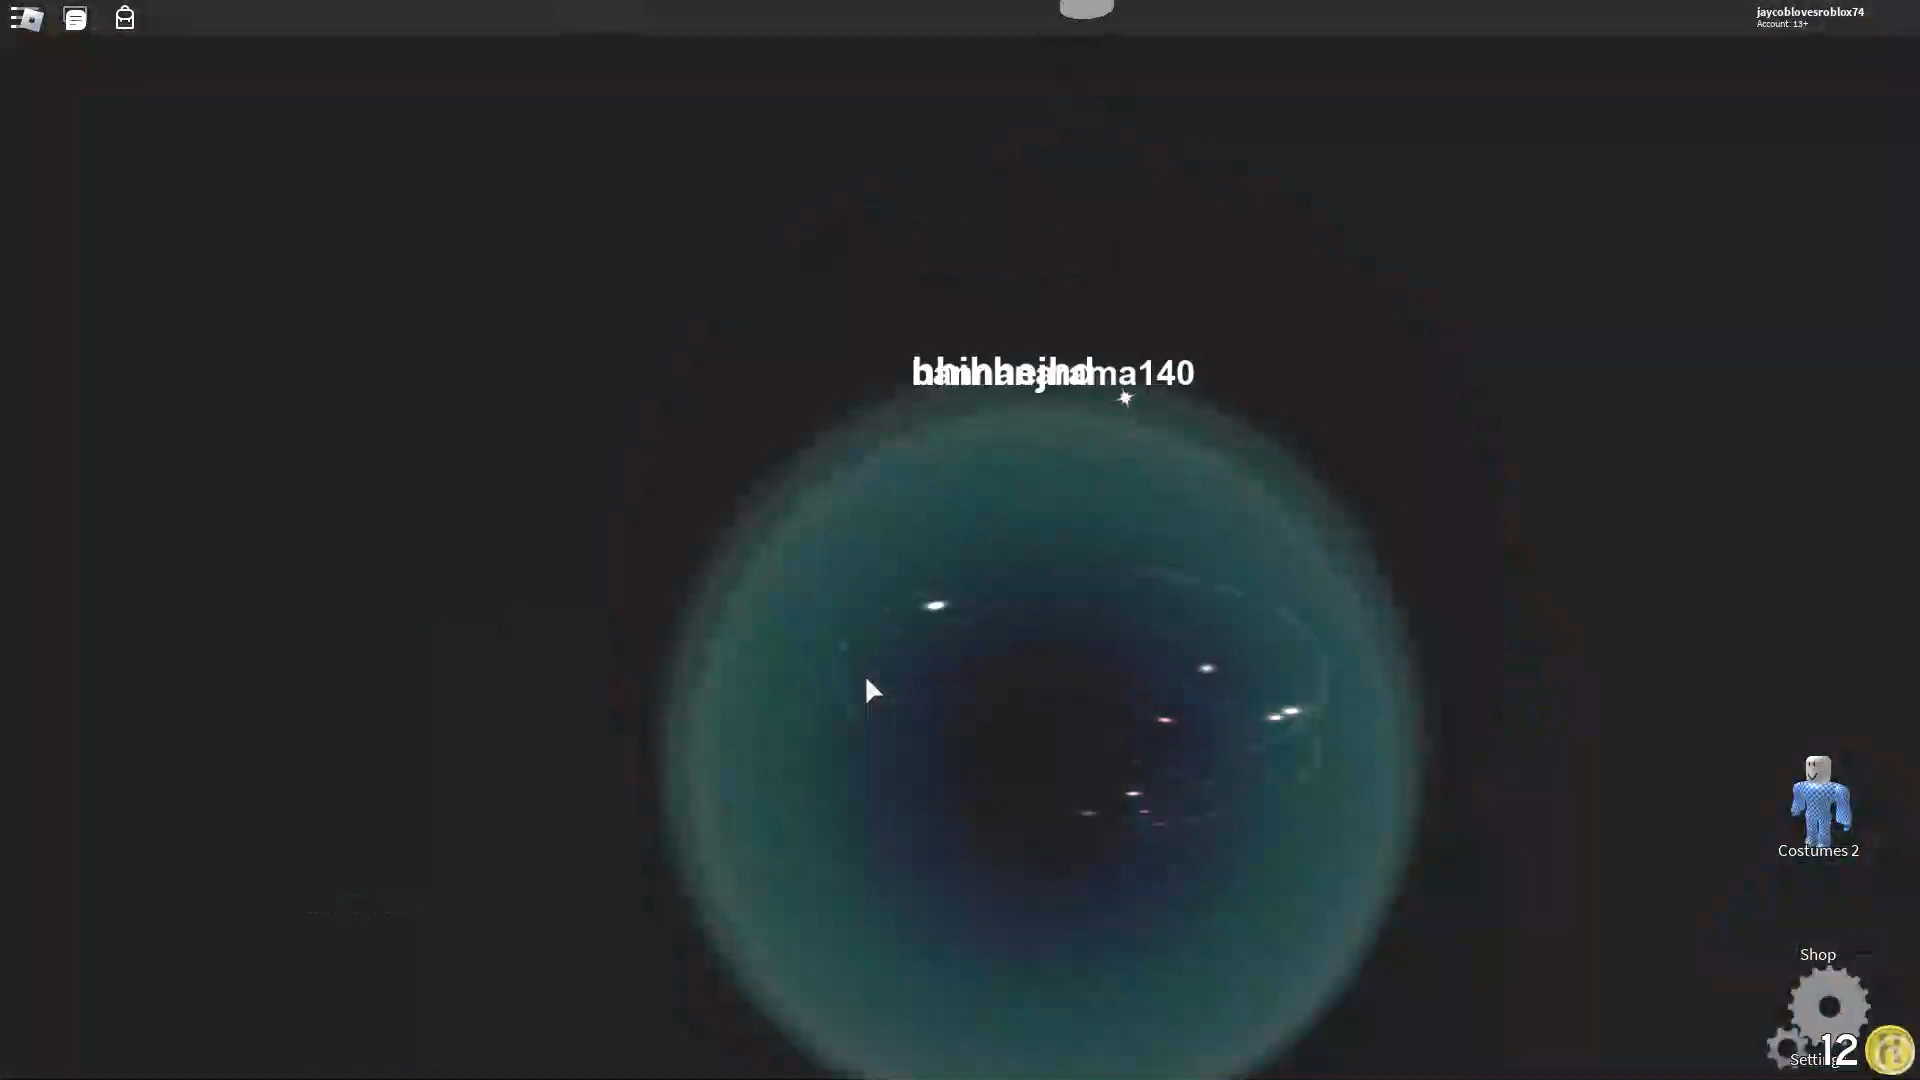 jaycoblovesroblox74
Account: 13+
Costumes 2
Shop
12